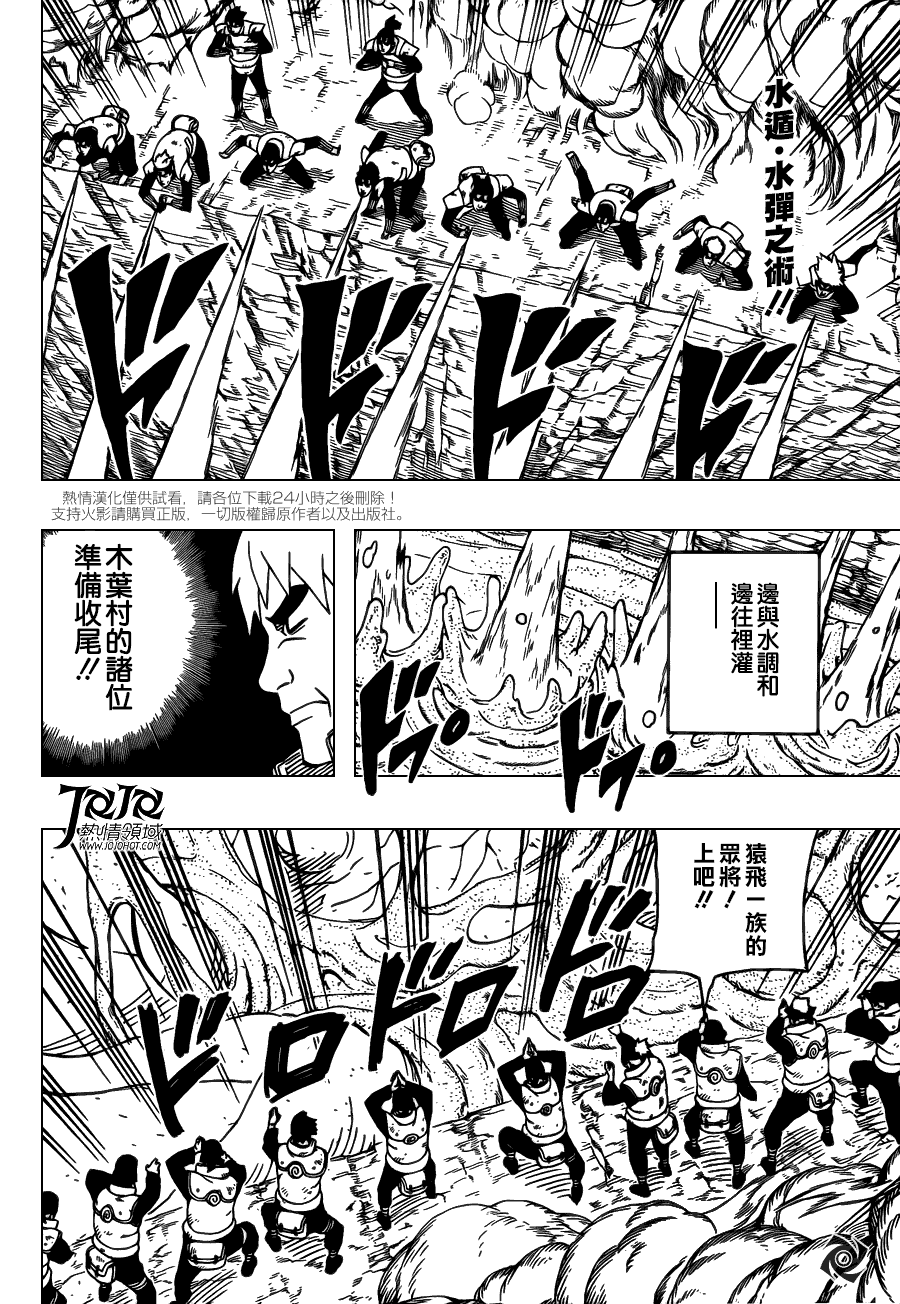 水遁・水彈之術!!
ドドドド
熱情漢化僅供試看，請各位下載24小時之後刪除！
支持火影請購買正版，一切版權歸原作者以及出版社。
邊與水調和
邊往裡灌
——
ドプ。
ドプ。
木葉村的諸位
準備收尾!!
JOJO
熱情領域
WWW.JOJOHOT.COM
猿飛一族的
眾將！
上吧!!
ドロドロド